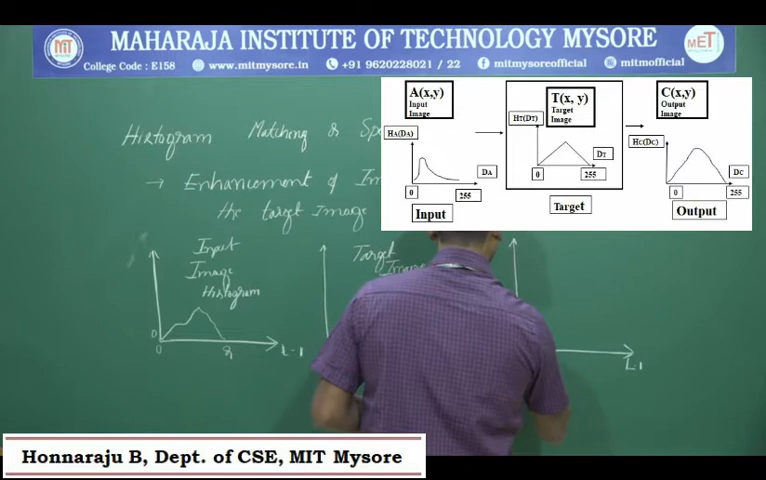 MAHARAJA INSTITUTE OF TECHNOLOGY MYSORE
College Code : E158 www.mitmysore.in +91 9620228021 / 22 mitmysoreofficial mitmofficial
MiT
MET
A(x,y)
Input
Image
T(x, y)
Target
Image
C(x,y)
Output
Image
HA(DA)
DA
0
255
Input
HT(DT)
DT
0
255
Target
HC(DC)
DC
0
255
Output
Histogram Matching &
→ Enhancement of
target Image
Input
Image
Histogram
0
0
L-1
Target
L-1
Honnaraju B, Dept. of CSE, MIT Mysore